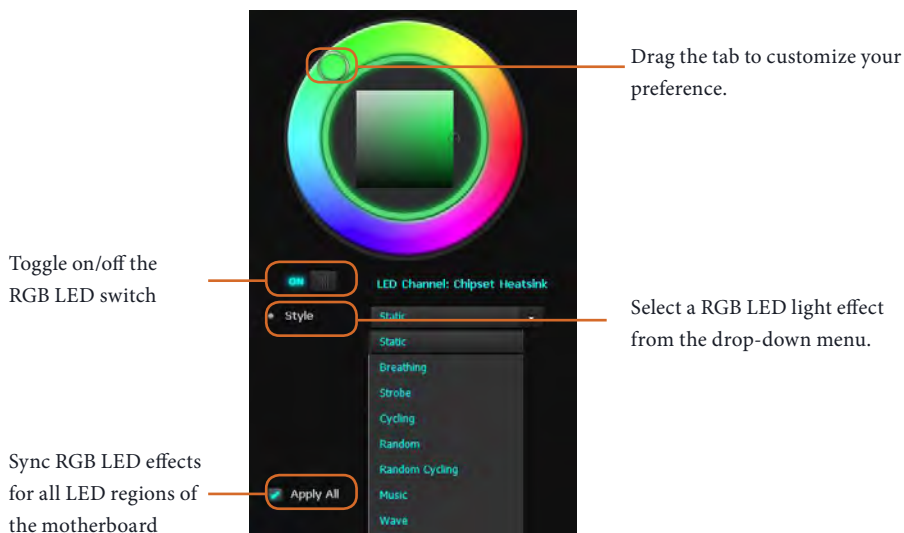 Drag the tab to customize your
preference.
Toggle on/off the
RGB LED switch
ON
LED Channel: Chipset Heatsink
Style
Static
Select a RGB LED light effect
from the drop-down menu.
Static
Breathing
Strobe
Cycling
Random
Random Cycling
Music
Wave
Sync RGB LED effects
for all LED regions of
the motherboard
Apply All